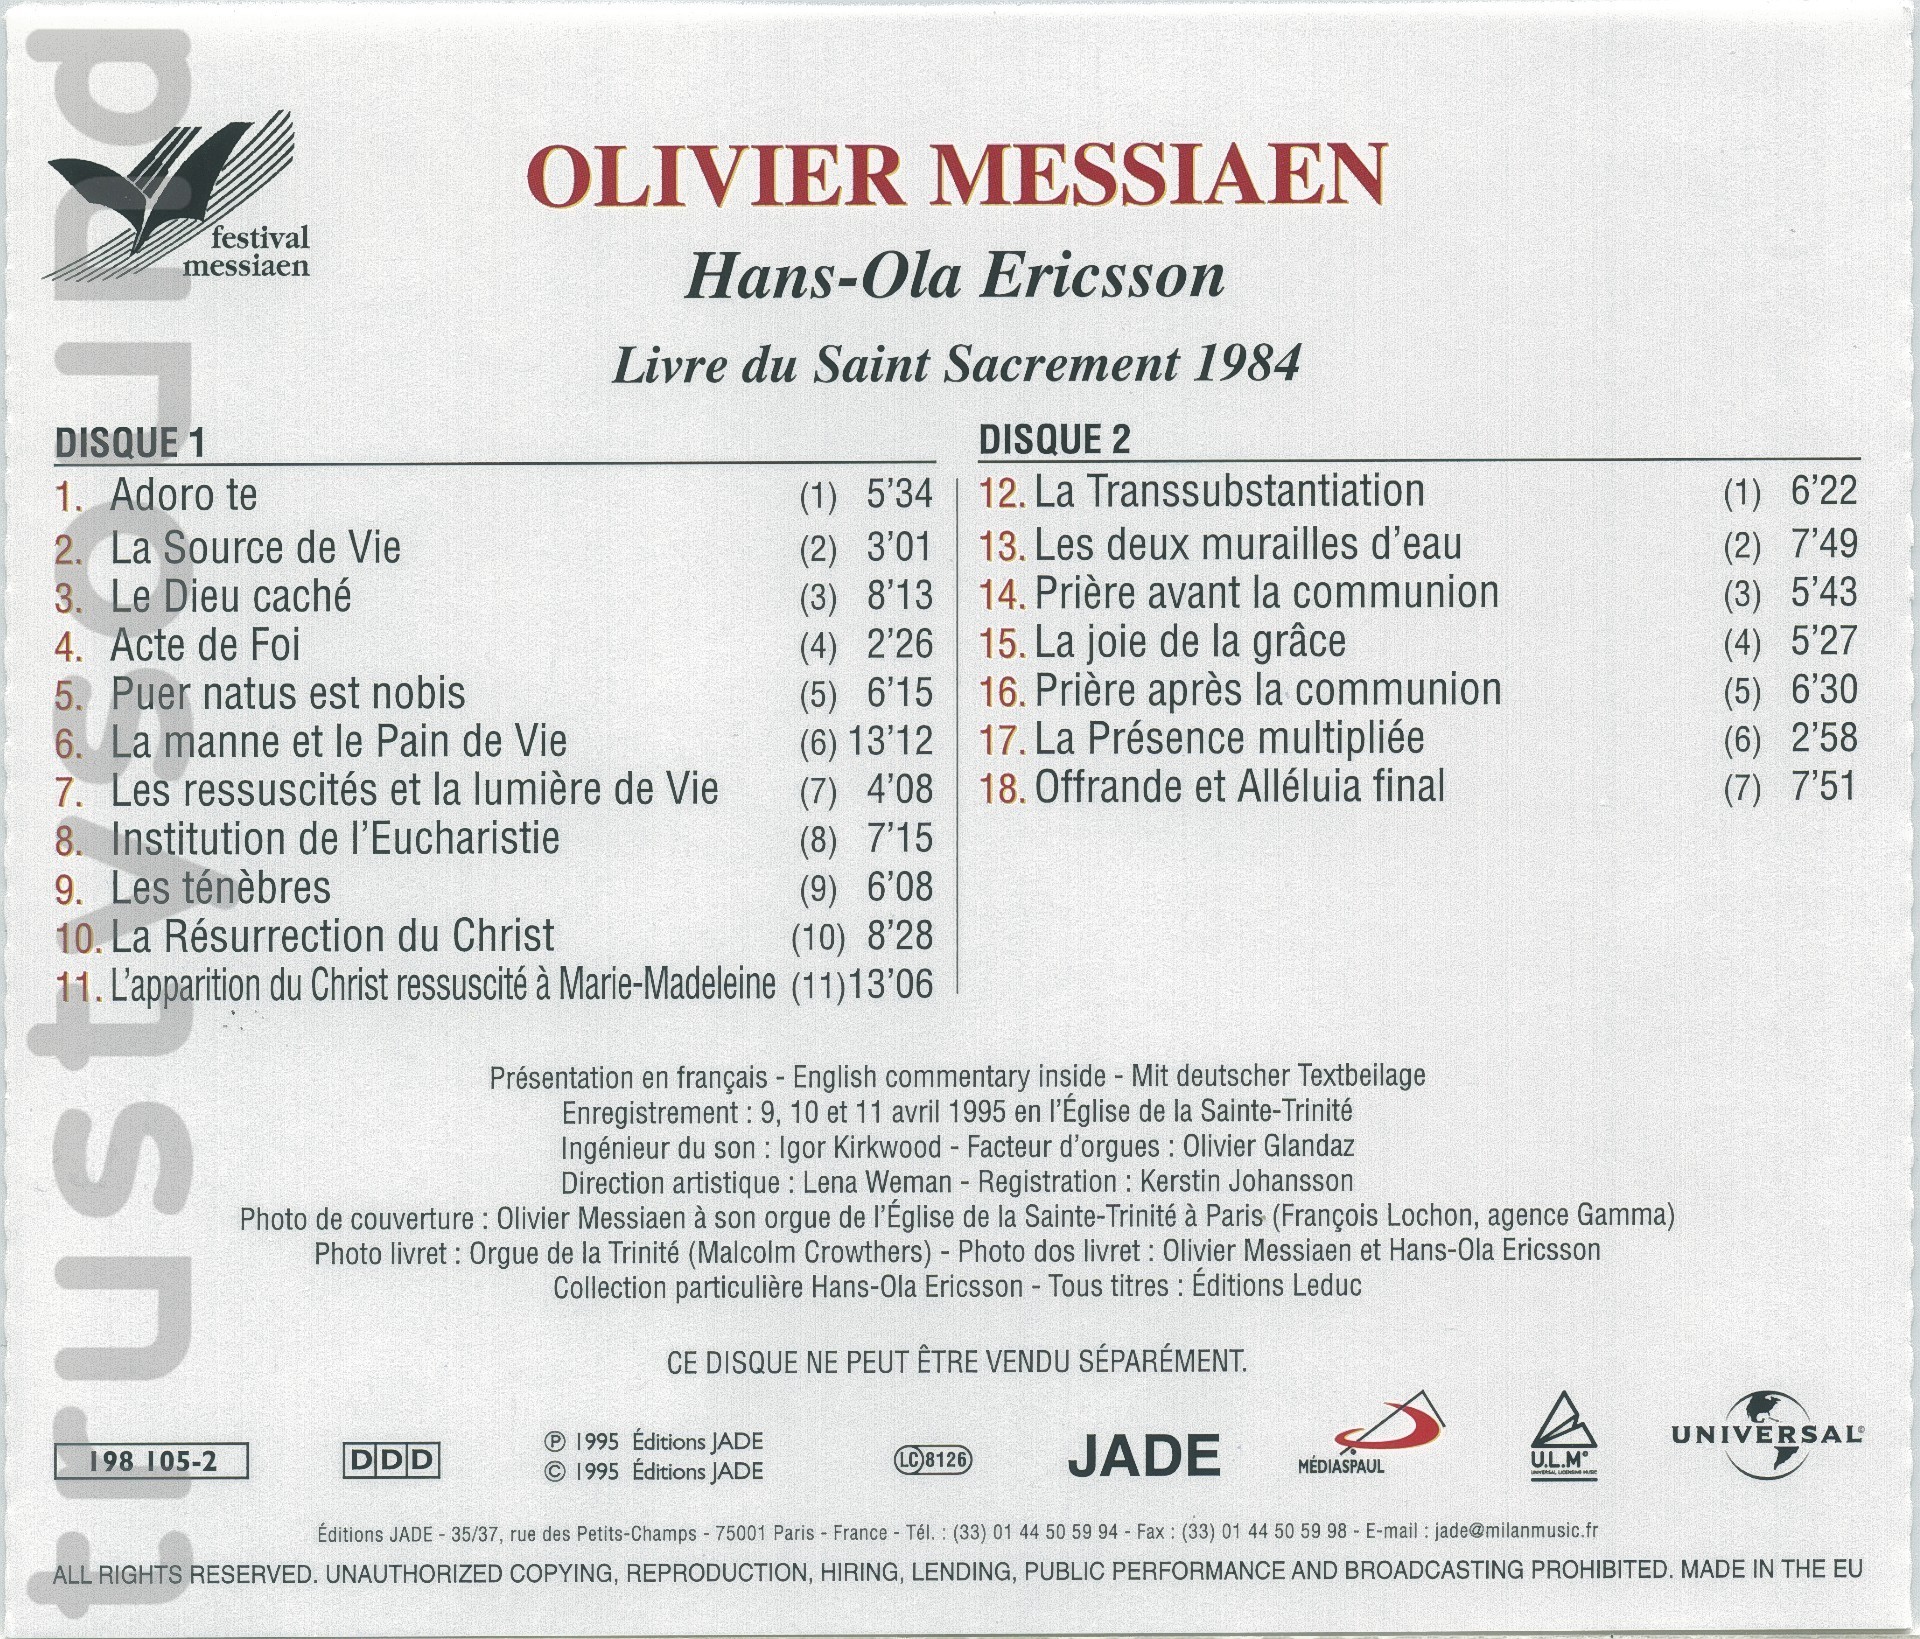 trustysound
festival
messiaen
OLIVIER MESSIAEN
Hans-Ola Ericsson
Livre du Saint Sacrement 1984
DISQUE 1
1. Adoro te (1) 5’34
2. La Source de Vie (2) 3’01
3. Le Dieu caché (3) 8’13
4. Acte de Foi (4) 2’26
5. Puer natus est nobis (5) 6’15
6. La manne et le Pain de Vie (6) 13’12
7. Les ressuscités et la lumière de Vie (7) 4’08
8. Institution de l’Eucharistie (8) 7’15
9. Les ténèbres (9) 6’08
10. La Résurrection du Christ (10) 8’28
11. L’apparition du Christ ressuscité à Marie-Madeleine (11) 13’06
DISQUE 2
12. La Transsubstantiation (1) 6’22
13. Les deux murailles d’eau (2) 7’49
14. Prière avant la communion (3) 5’43
15. La joie de la grâce (4) 5’27
16. Prière après la communion (5) 6’30
17. La Présence multipliée (6) 2’58
18. Offrande et Alléluia final (7) 7’51
Présentation en français - English commentary inside - Mit deutscher Textbeilage
Enregistrement : 9, 10 et 11 avril 1995 en l’Église de la Sainte-Trinité
Ingénieur du son : Igor Kirkwood - Facteur d’orgues : Olivier Glandaz
Direction artistique : Lena Weman - Registration : Kerstin Johansson
Photo de couverture : Olivier Messiaen à son orgue de l’Église de la Sainte-Trinité à Paris (François Lochon, agence Gamma)
Photo livret : Orgue de la Trinité (Malcolm Crowthers) - Photo dos livret : Olivier Messiaen et Hans-Ola Ericsson
Collection particulière Hans-Ola Ericsson - Tous titres : Éditions Leduc
CE DISQUE NE PEUT ÊTRE VENDU SÉPARÉMENT.
198 105-2
DDD
℗ 1995 Éditions JADE
© 1995 Éditions JADE
LC 8126
JADE
MÉDIASPAUL
U.L.M®
UNIVERSAL LICENSING MUSIC
UNIVERSAL®
Éditions JADE - 35/37, rue des Petits-Champs - 75001 Paris - France - Tél. : (33) 01 44 50 59 94 - Fax : (33) 01 44 50 59 98 - E-mail : jade@milanmusic.fr
ALL RIGHTS RESERVED. UNAUTHORIZED COPYING, REPRODUCTION, HIRING, LENDING, PUBLIC PERFORMANCE AND BROADCASTING PROHIBITED. MADE IN THE EU